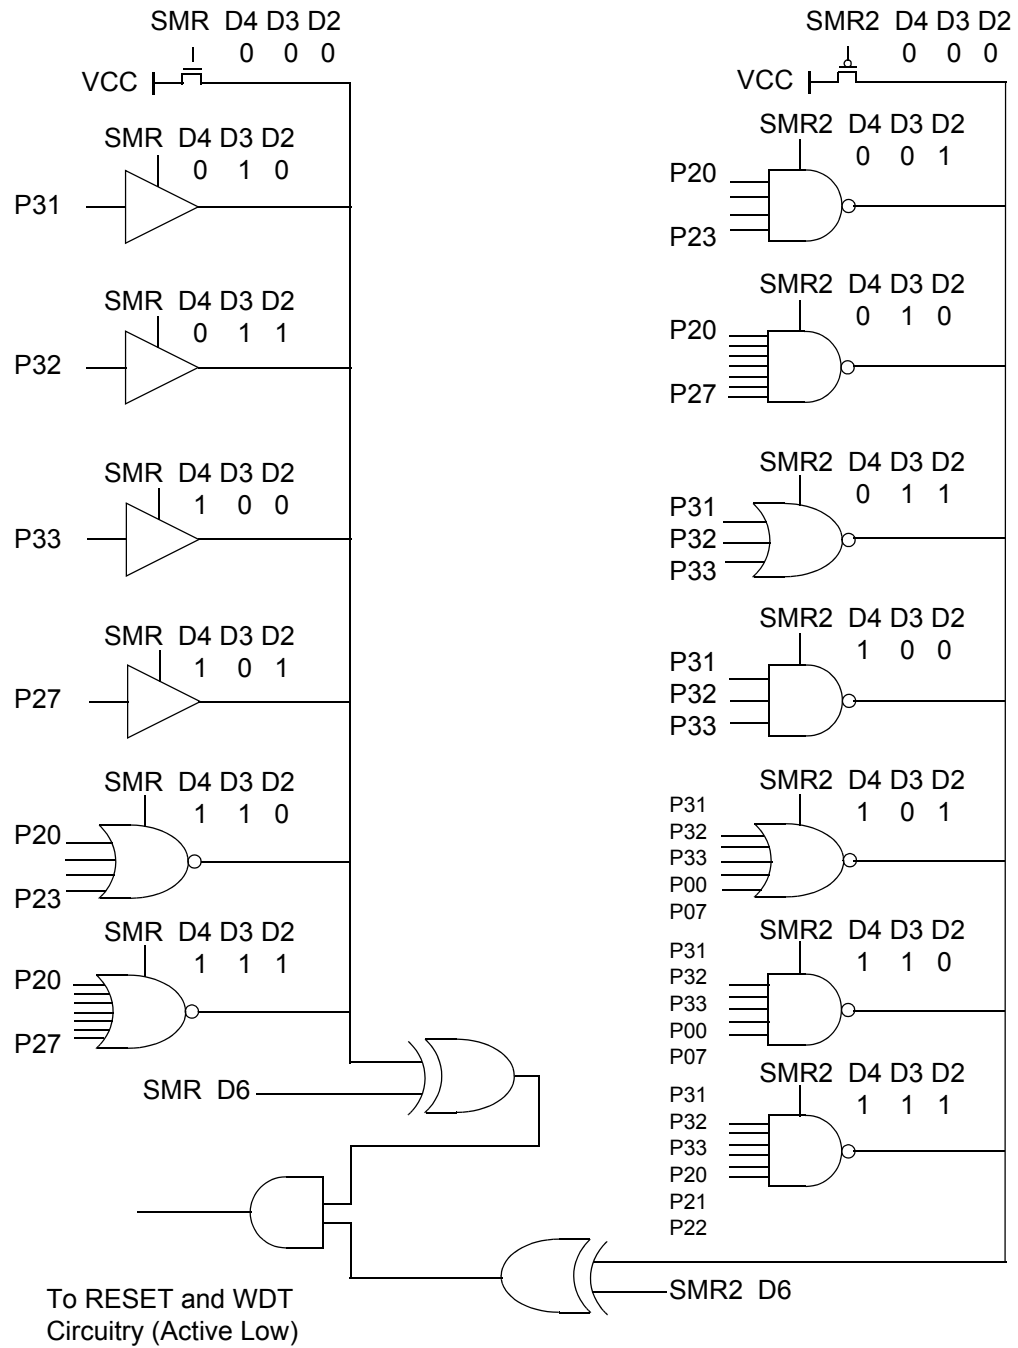 SMR D4 D3 D2
0 0 0
VCC
SMR D4 D3 D2
0 1 0
P31
SMR D4 D3 D2
0 1 1
P32
SMR D4 D3 D2
1 0 0
P33
SMR D4 D3 D2
1 0 1
P27
SMR D4 D3 D2
1 1 0
P20
P23
SMR D4 D3 D2
1 1 1
P20
P27
SMR D6
To RESET and WDT
Circuitry (Active Low)
SMR2 D4 D3 D2
0 0 0
VCC
SMR2 D4 D3 D2
0 0 1
P20
P23
SMR2 D4 D3 D2
0 1 0
P20
P27
SMR2 D4 D3 D2
0 1 1
P31
P32
P33
SMR2 D4 D3 D2
1 0 0
P31
P32
P33
SMR2 D4 D3 D2
1 0 1
P31
P32
P33
P00
P07
SMR2 D4 D3 D2
1 1 0
P31
P32
P33
P00
P07
SMR2 D4 D3 D2
1 1 1
P31
P32
P33
P20
P21
P22
SMR2 D6